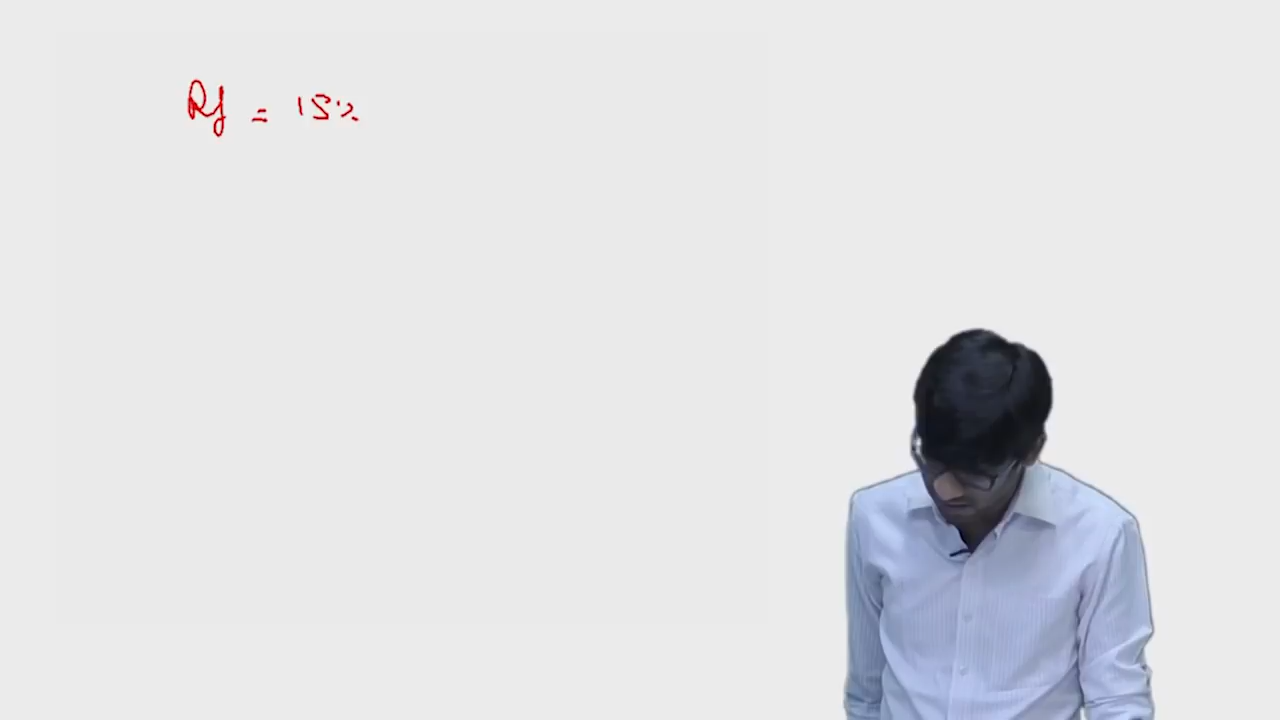 Rf = 15%